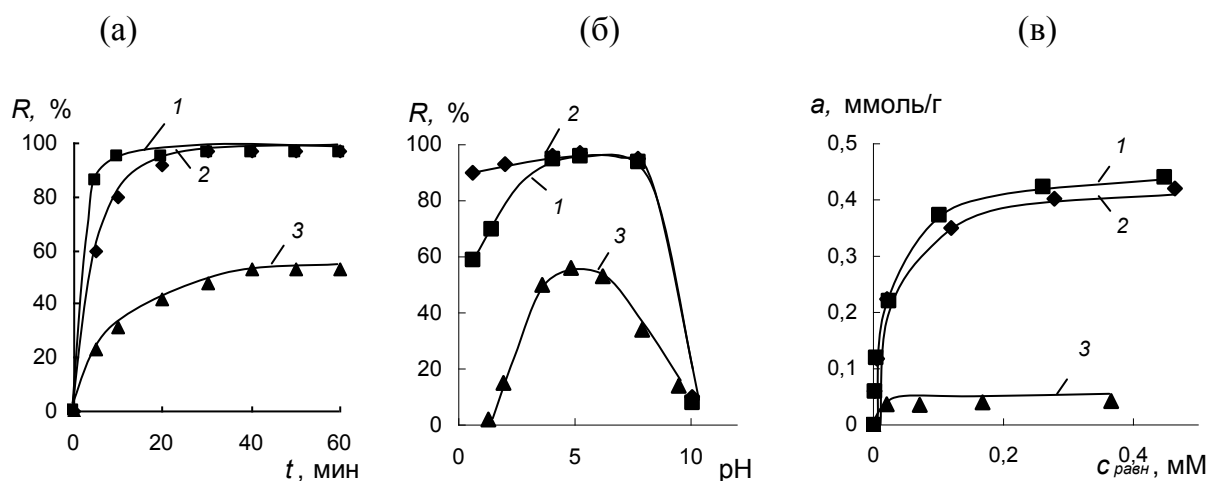 (а) (б) (в)
R, % R, % а, ммоль/г
100 100 0,5
80 80 0,4
60 60 0,3
40 40 0,2
20 20 0,1
0 0 0
1 2 3
2 1 3
1 2 3
0 20 40 60
t, мин
0 5 10
pH
0 0,2 0,4
c равн, мМ